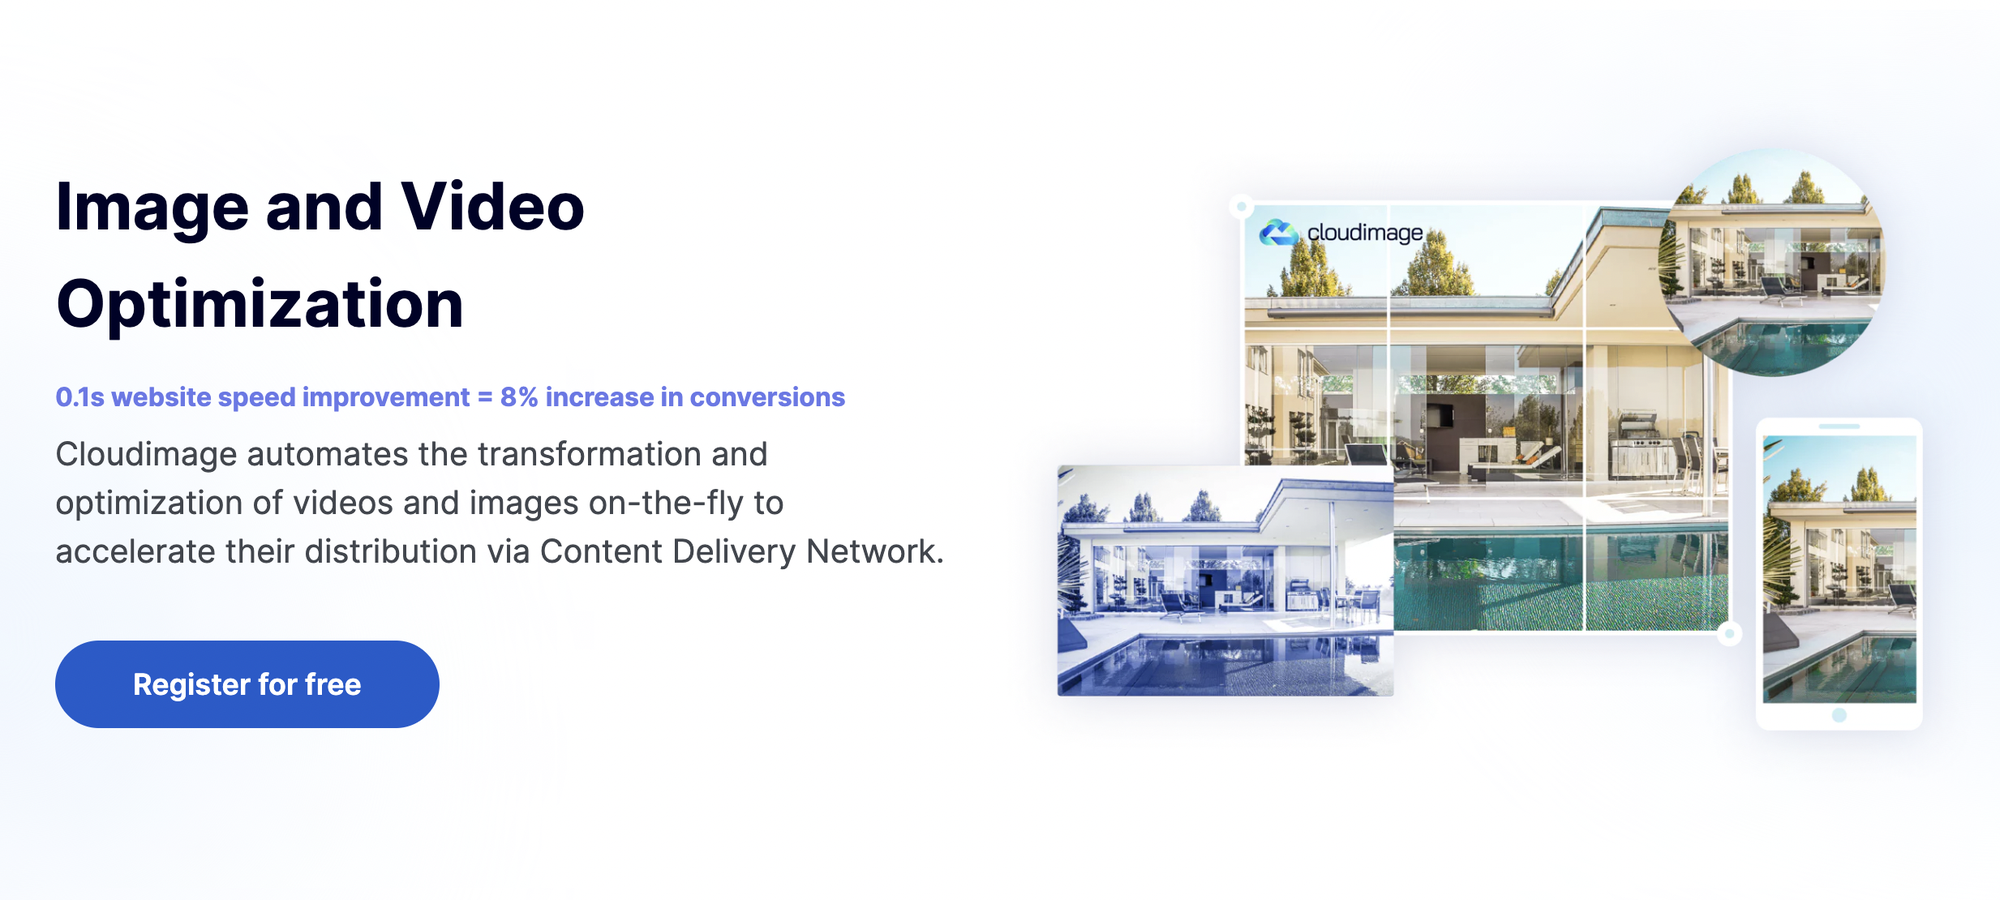 Image and Video
Optimization
0.1s website speed improvement = 8% increase in conversions
Cloudimage automates the transformation and
optimization of videos and images on-the-fly to
accelerate their distribution via Content Delivery Network.
Register for free
cloudimage